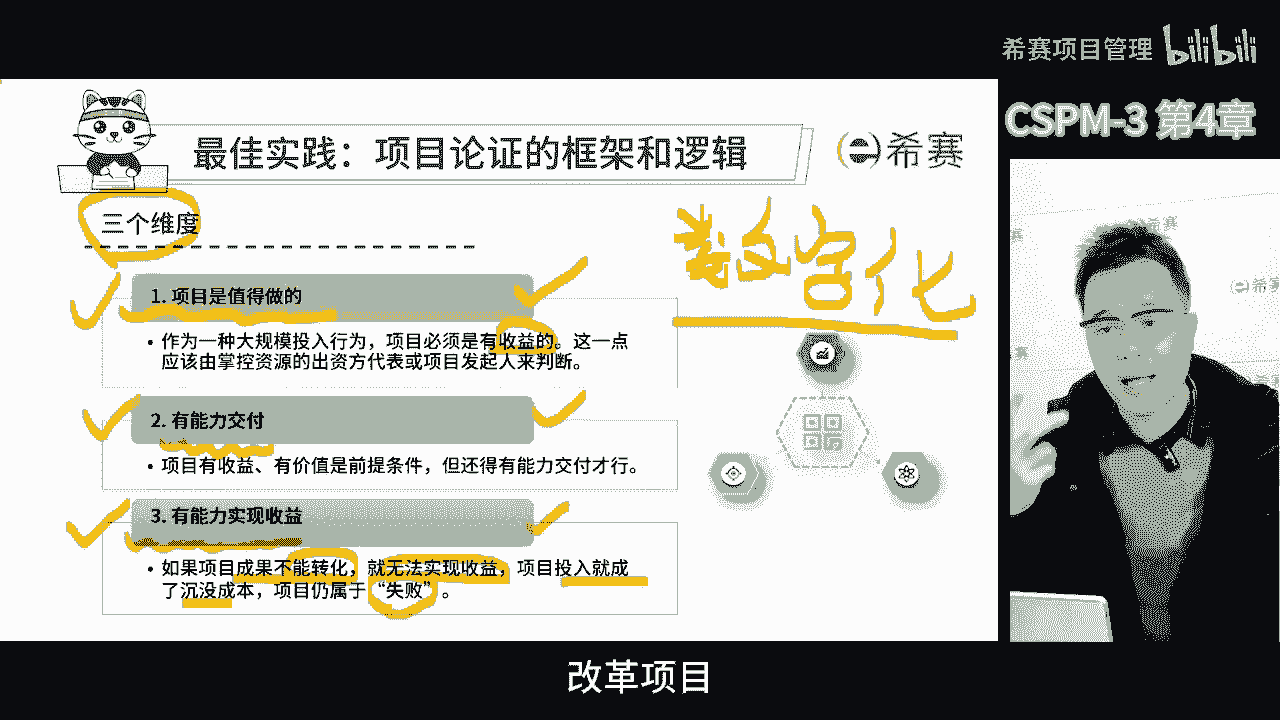 希赛项目管理 bilibili
CSPM-3 第4章
最佳实践：项目论证的框架和逻辑
希赛
三个维度
数字化
1. 项目是值得做的
• 作为一种大规模投入行为，项目必须是有收益的。这一点
应该由掌控资源的出资方代表或项目发起人来判断。
2. 有能力交付
• 项目有收益、有价值是前提条件，但还得有能力交付才行。
3. 有能力实现收益
• 如果项目成果不能转化，就无法实现收益，项目投入就成
了沉没成本，项目仍属于“失败”。
希赛
改革项目